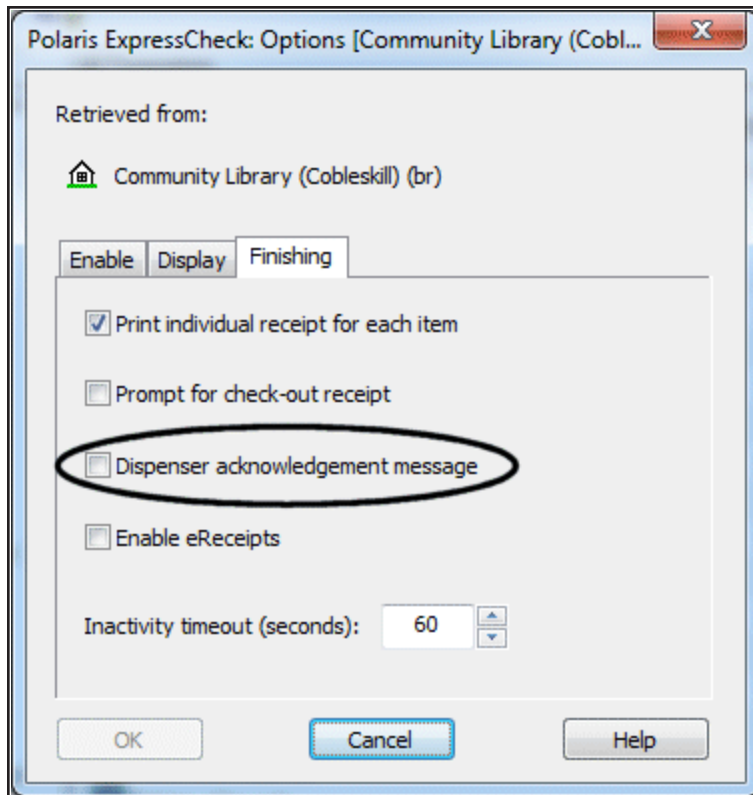 Polaris ExpressCheck: Options [Community Library (Cobl...
Retrieved from:
Community Library (Cobleskill) (br)
Enable Display Finishing
Print individual receipt for each item
Prompt for check-out receipt
Dispenser acknowledgement message
Enable eReceipts
Inactivity timeout (seconds): 60
OK Cancel Help